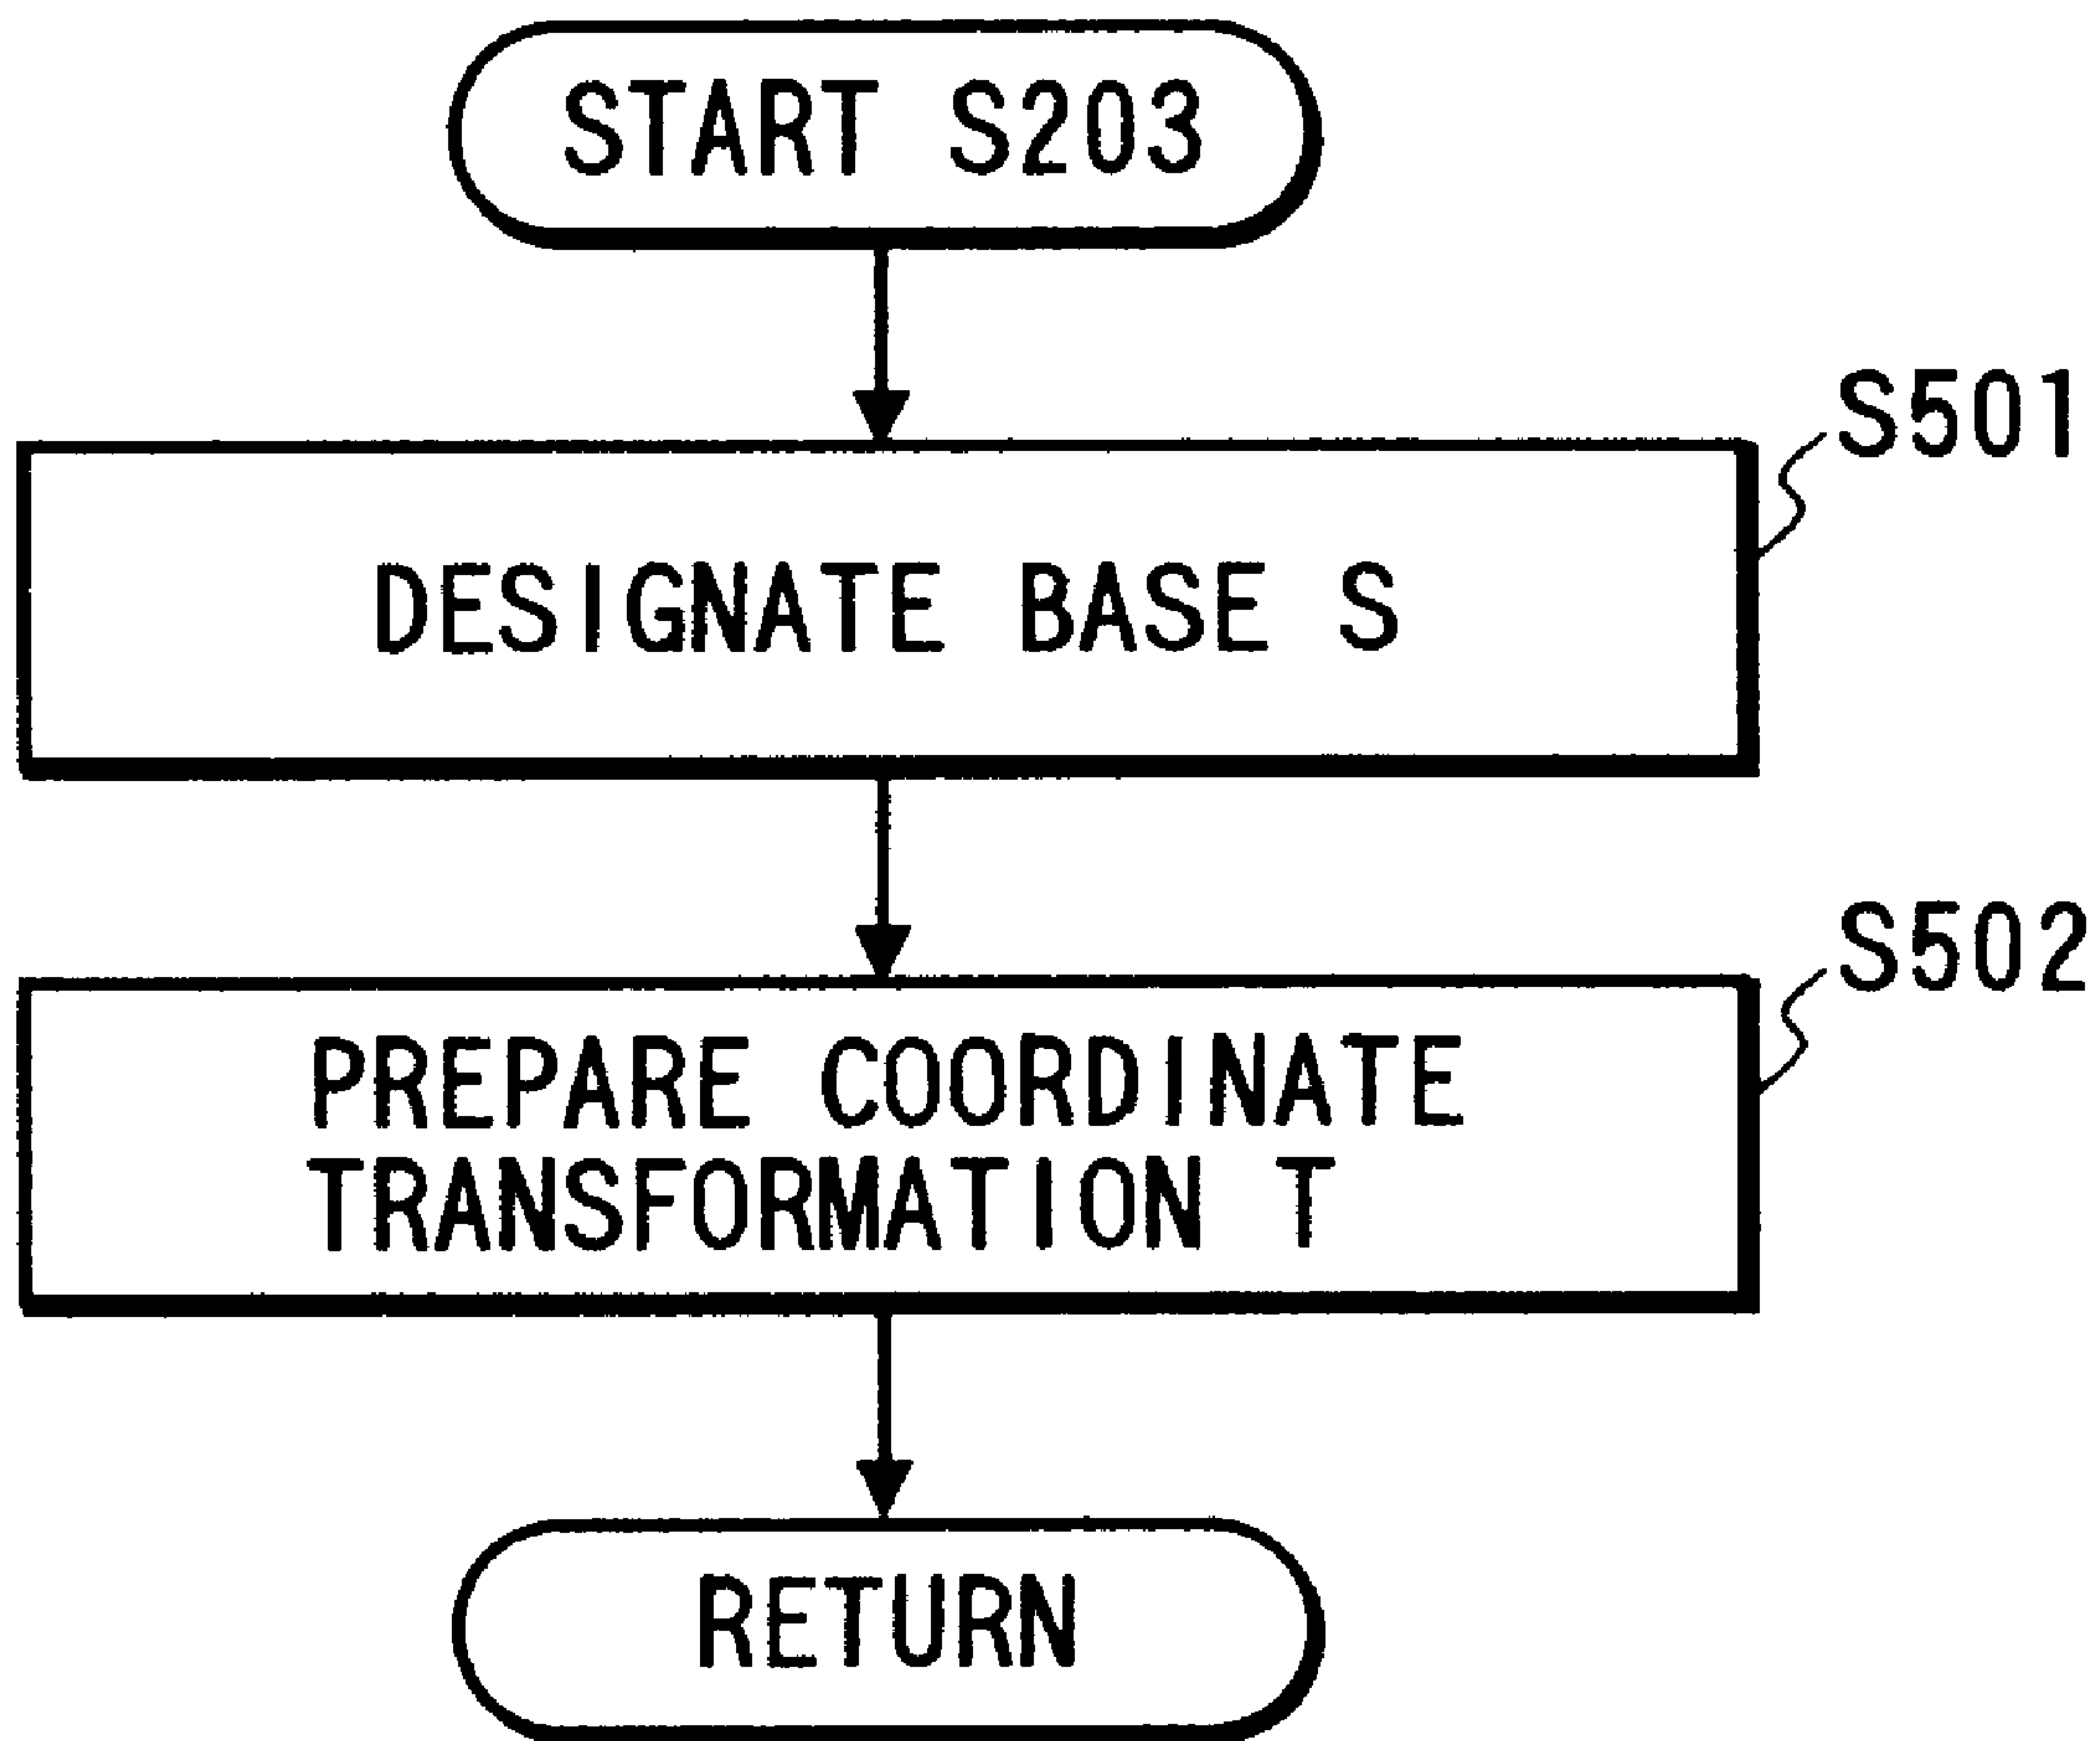 START S203
S501
DESIGNATE BASE S
S502
PREPARE COORDINATE
TRANSFORMATION T
RETURN